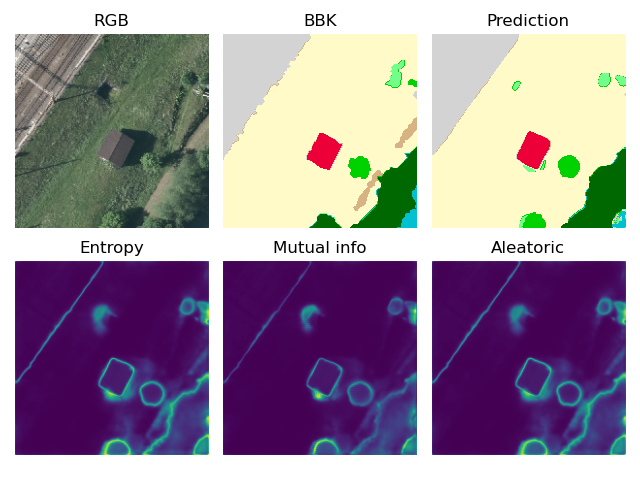 RGB
BBK
Prediction
Entropy
Mutual info
Aleatoric